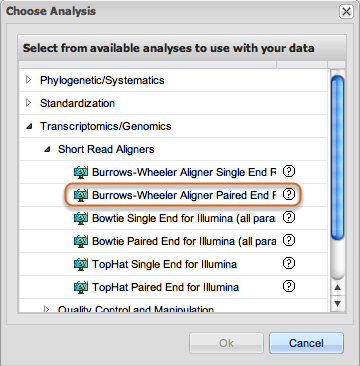 Choose Analysis
Select from available analyses to use with your data
Phylogenetic/Systematics
Standardization
Transcriptomics/Genomics
Short Read Aligners
Burrows-Wheeler Aligner Single End R
Burrows-Wheeler Aligner Paired End F
Bowtie Single End for Illumina (all para
Bowtie Paired End for Illumina (all para
TopHat Single End for Illumina
TopHat Paired End for Illumina
Quality Control and Manipulation
Ok
Cancel